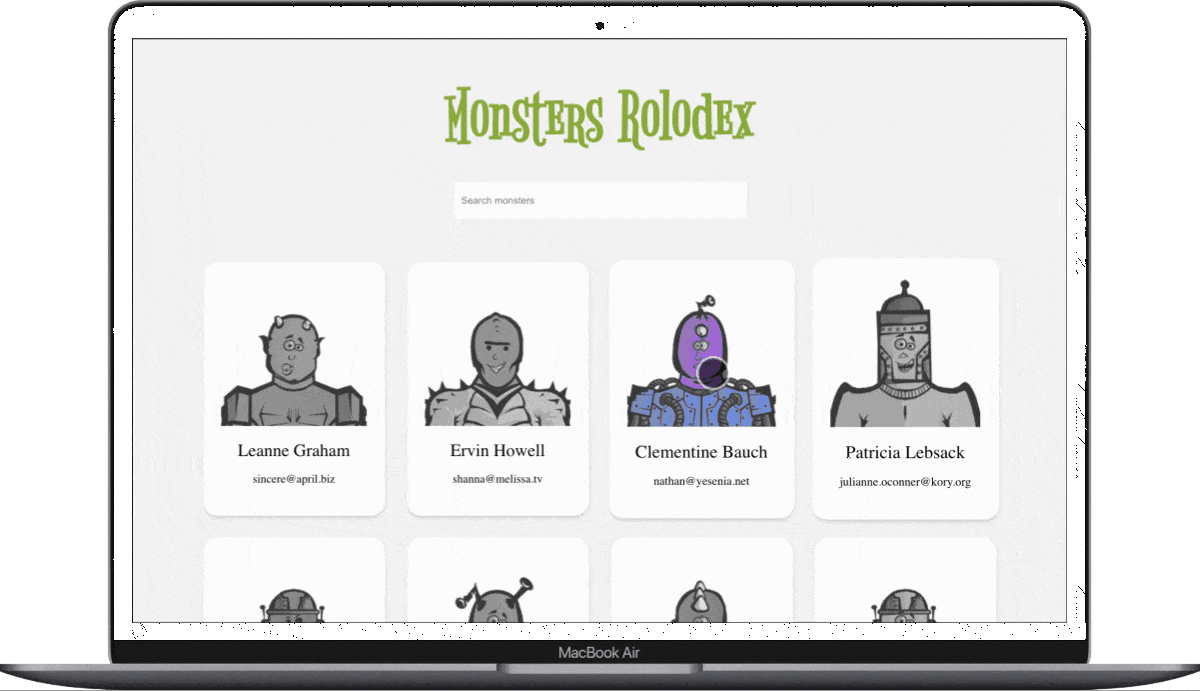 Monsters Rolodex
Search monsters
Leanne Graham
sincere@april.biz
Ervin Howell
shanna@melissa.tv
Clementine Bauch
nathan@yesenia.net
Patricia Lebsack
julianne.oconner@kory.org
MacBook Air